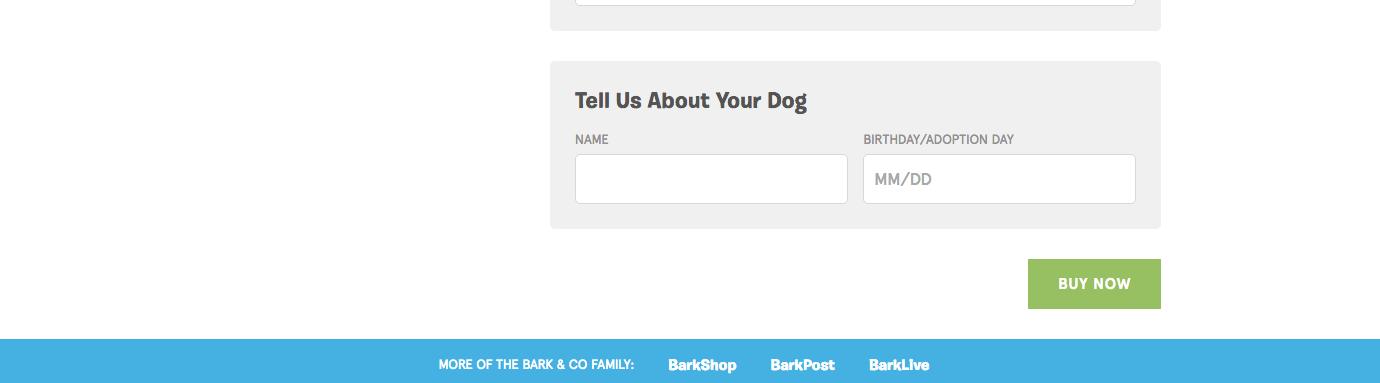 Tell Us About Your Dog
NAME
BIRTHDAY/ADOPTION DAY
MM/DD
BUY NOW
MORE OF THE BARK & CO FAMILY: BarkShop BarkPost BarkLive